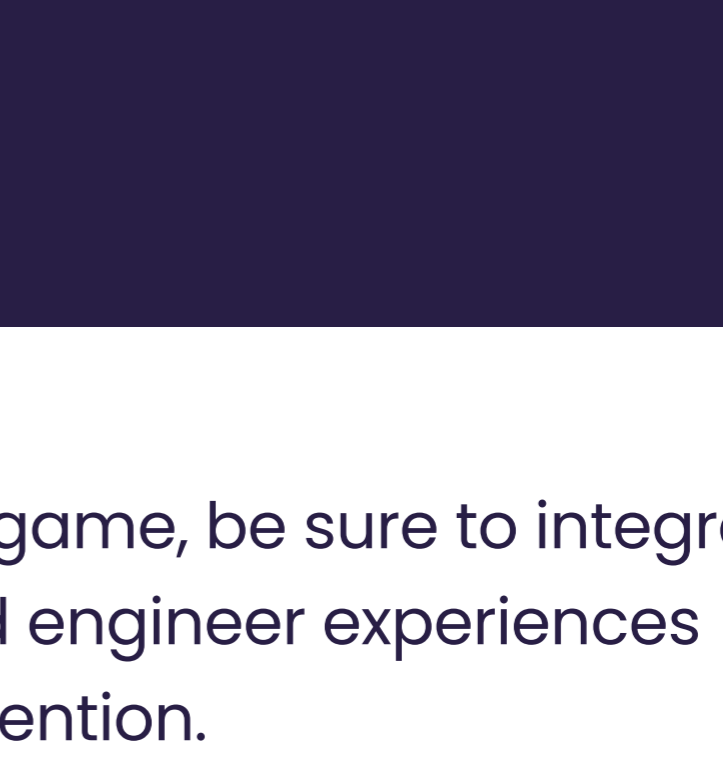 game, be sure to integr
engineer experiences
ention.